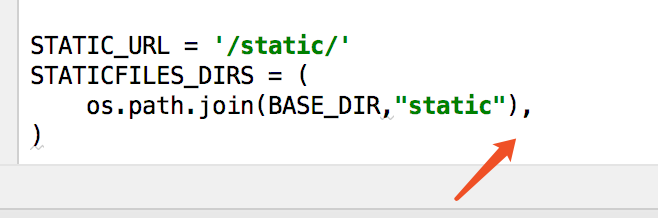 STATIC_URL = '/static/'
STATICFILES_DIRS = (
    os.path.join(BASE_DIR,"static"),
)